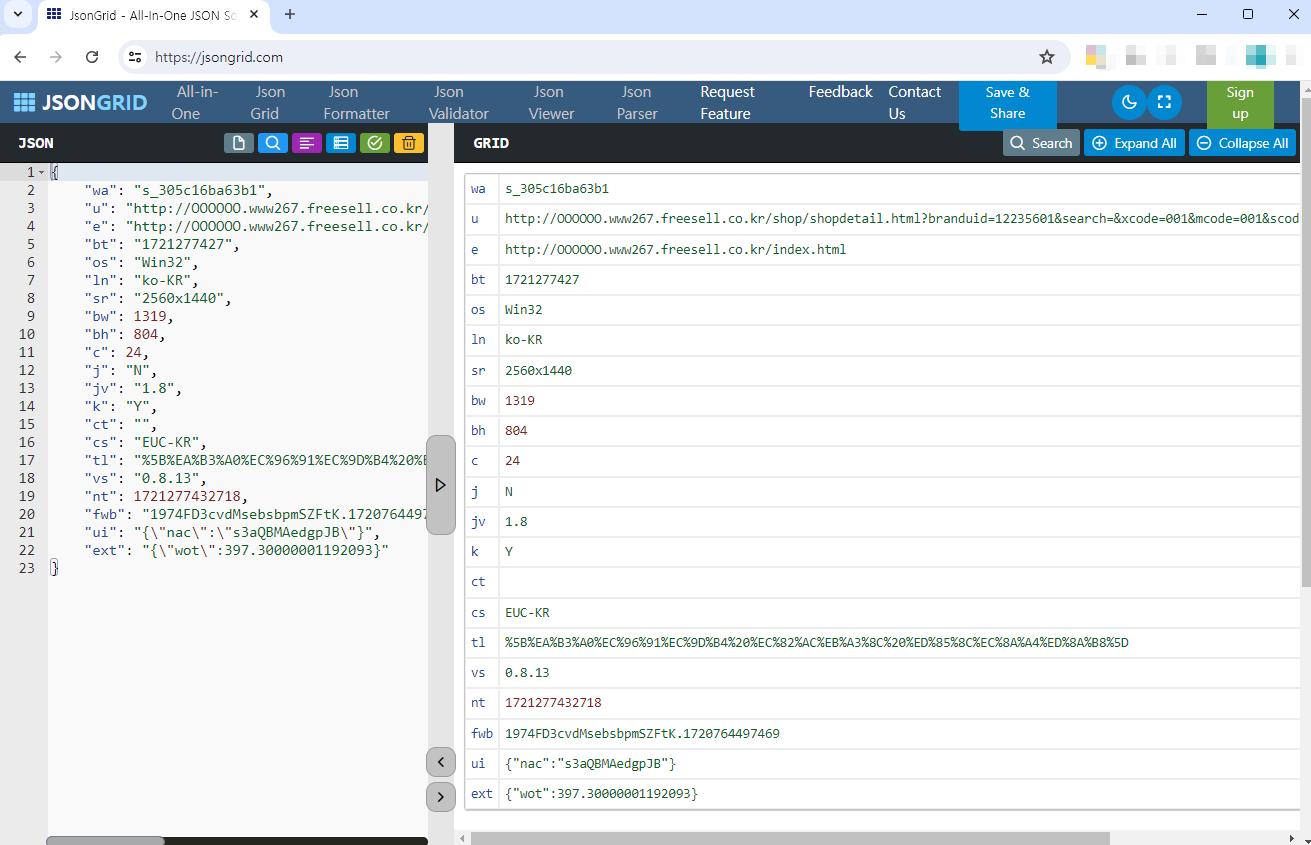 JsonGrid - All-In-One JSON Sc
https://jsongrid.com
JSONGRID
All-in-One
Json Grid
Json Formatter
Json Validator
Json Viewer
Json Parser
Request Feature
Feedback
Contact Us
Save & Share
Sign up
JSON
GRID
Search
Expand All
Collapse All
1 {
2 "wa": "s_305c16ba63b1",
3 "u": "http://OOOOOO.www267.freesell.co.kr/
4 "e": "http://OOOOOO.www267.freesell.co.kr/
5 "bt": "1721277427",
6 "os": "Win32",
7 "ln": "ko-KR",
8 "sr": "2560x1440",
9 "bw": 1319,
10 "bh": 804,
11 "c": 24,
12 "j": "N",
13 "jv": "1.8",
14 "k": "Y",
15 "ct": "",
16 "cs": "EUC-KR",
17 "tl": "%5B%EA%B3%A0%EC%96%91%EC%9D%B4%20%E
18 "vs": "0.8.13",
19 "nt": 1721277432718,
20 "fwb": "1974FD3cvdMsebsbpmSZFtK.1720764497
21 "ui": "{\"nac\":\"s3aQBMAedgpJB\"}",
22 "ext": "{\"wot\":397.30000001192093}"
23 }
wa s_305c16ba63b1
u http://OOOOOO.www267.freesell.co.kr/shop/shopdetail.html?branduid=12235601&search=&xcode=001&mcode=001&scod
e http://OOOOOO.www267.freesell.co.kr/index.html
bt 1721277427
os Win32
ln ko-KR
sr 2560x1440
bw 1319
bh 804
c 24
j N
jv 1.8
k Y
ct
cs EUC-KR
tl %5B%EA%B3%A0%EC%96%91%EC%9D%B4%20%EC%82%AC%EB%A3%8C%20%ED%85%8C%EC%8A%A4%ED%8A%B8%5D
vs 0.8.13
nt 1721277432718
fwb 1974FD3cvdMsebsbpmSZFtK.1720764497469
ui {"nac":"s3aQBMAedgpJB"}
ext {"wot":397.30000001192093}